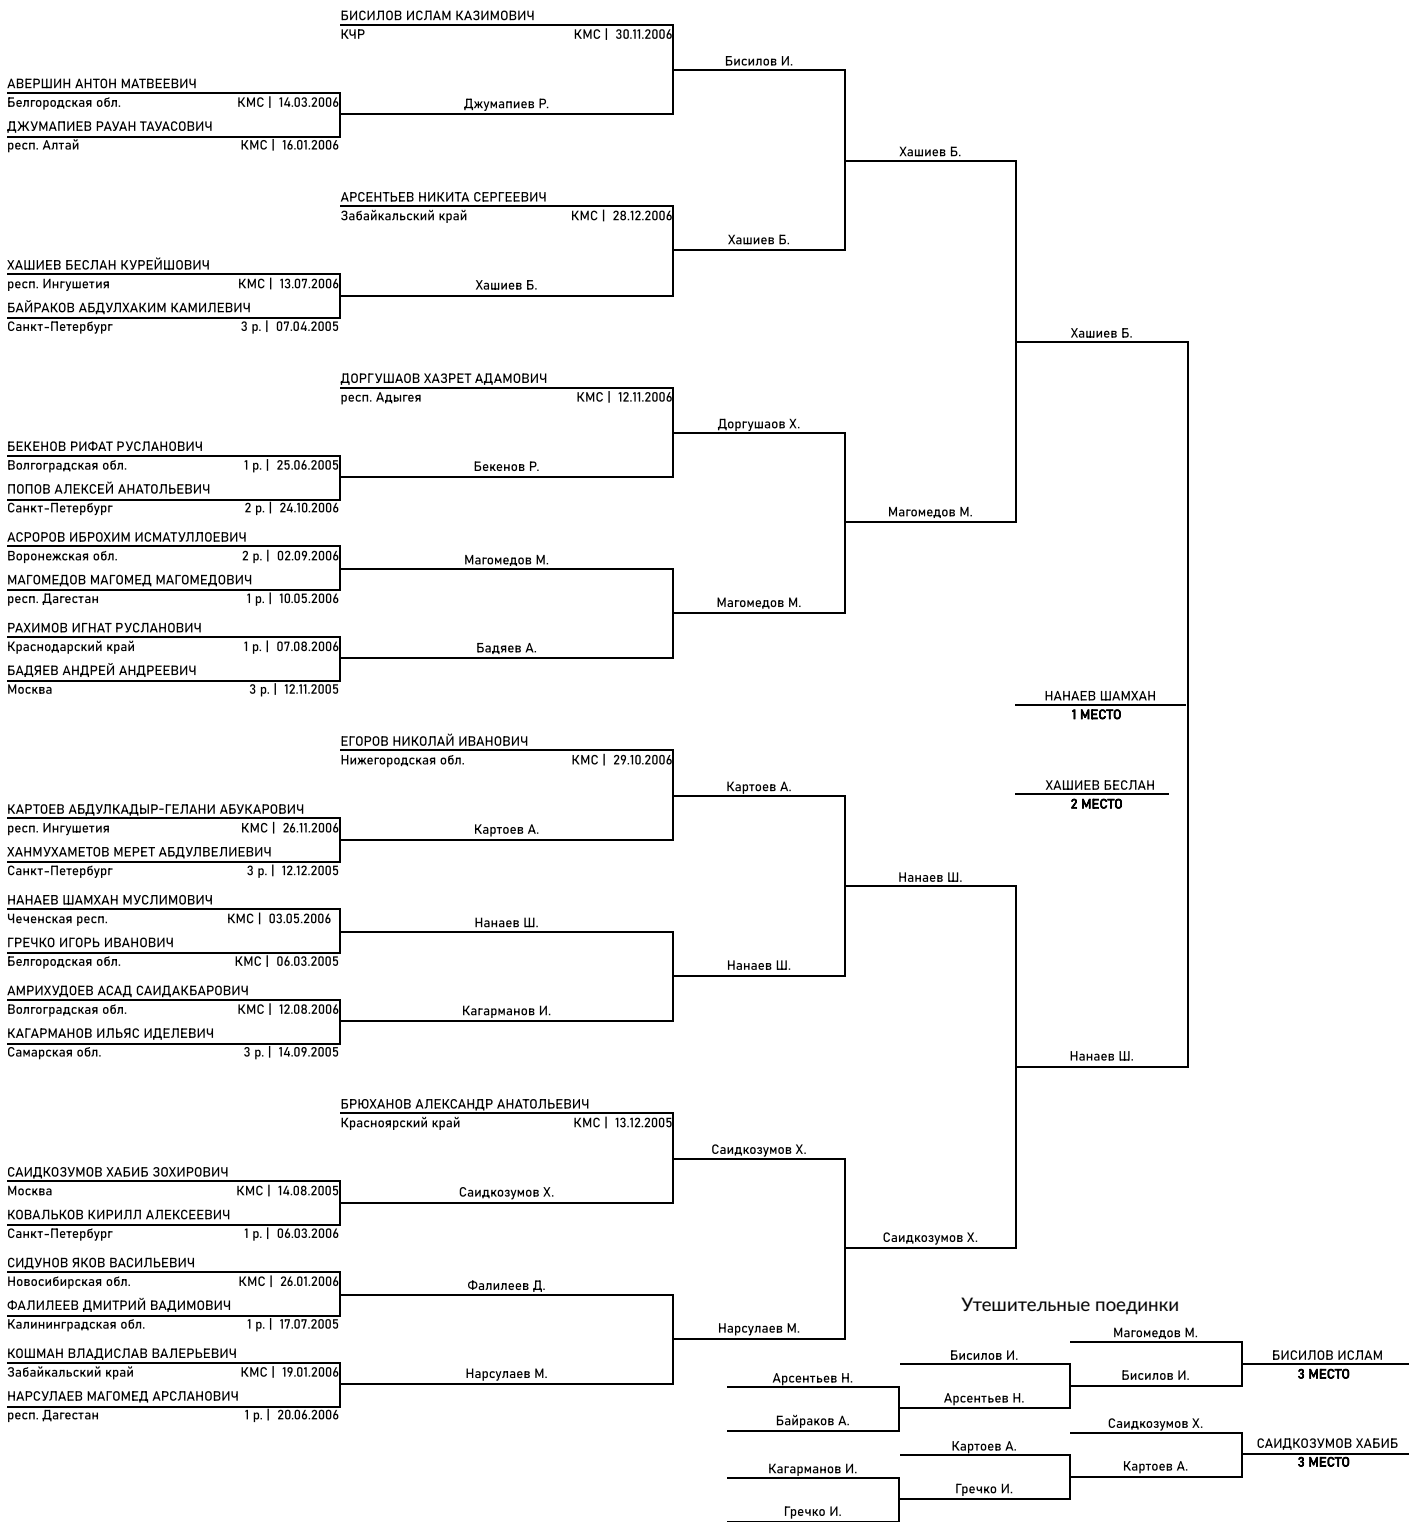 БИСИЛОВ ИСЛАМ КАЗИМОВИЧ
КЧР КМС | 30.11.2006
Бисилов И.
АВЕРШИН АНТОН МАТВЕЕВИЧ
Белгородская обл. КМС | 14.03.2006
Джумапиев Р.
ДЖУМАПИЕВ РАУАН ТАУАСОВИЧ
респ. Алтай КМС | 16.01.2006
Хашиев Б.
АРСЕНТЬЕВ НИКИТА СЕРГЕЕВИЧ
Забайкальский край КМС | 28.12.2006
Хашиев Б.
ХАШИЕВ БЕСЛАН КУРЕЙШОВИЧ
респ. Ингушетия КМС | 13.07.2006
Хашиев Б.
БАЙРАКОВ АБДУЛХАКИМ КАМИЛЕВИЧ
Санкт-Петербург 3 р. | 07.04.2005
Хашиев Б.
ДОРГУШАОВ ХАЗРЕТ АДАМОВИЧ
респ. Адыгея КМС | 12.11.2006
Доргушаов Х.
БЕКЕНОВ РИФАТ РУСЛАНОВИЧ
Волгоградская обл. 1 р. | 25.06.2005
Бекенов Р.
ПОПОВ АЛЕКСЕЙ АНАТОЛЬЕВИЧ
Санкт-Петербург 2 р. | 24.10.2006
Магомедов М.
АСРОРОВ ИБРОХИМ ИСМАТУЛЛОЕВИЧ
Воронежская обл. 2 р. | 02.09.2006
Магомедов М.
МАГОМЕДОВ МАГОМЕД МАГОМЕДОВИЧ
респ. Дагестан 1 р. | 10.05.2006
Магомедов М.
РАХИМОВ ИГНАТ РУСЛАНОВИЧ
Краснодарский край 1 р. | 07.08.2006
Бадяев А.
БАДЯЕВ АНДРЕЙ АНДРЕЕВИЧ
Москва 3 р. | 12.11.2005
НАНАЕВ ШАМХАН
1 МЕСТО
ЕГОРОВ НИКОЛАЙ ИВАНОВИЧ
Нижегородская обл. КМС | 29.10.2006
Картоев А.
ХАШИЕВ БЕСЛАН
2 МЕСТО
КАРТОЕВ АБДУЛКАДЫР-ГЕЛАНИ АБУКАРОВИЧ
респ. Ингушетия КМС | 26.11.2006
Картоев А.
ХАНМУХАМЕТОВ МЕРЕТ АБДУЛВЕЛИЕВИЧ
Санкт-Петербург 3 р. | 12.12.2005
Нанаев Ш.
НАНАЕВ ШАМХАН МУСЛИМОВИЧ
Чеченская респ. КМС | 03.05.2006
Нанаев Ш.
ГРЕЧКО ИГОРЬ ИВАНОВИЧ
Белгородская обл. КМС | 06.03.2005
Нанаев Ш.
АМРИХУДОЕВ АСАД САИДАКБАРОВИЧ
Волгоградская обл. КМС | 12.08.2006
Кагарманов И.
КАГАРМАНОВ ИЛЬЯС ИДЕЛЕВИЧ
Самарская обл. 3 р. | 14.09.2005
Нанаев Ш.
БРЮХАНОВ АЛЕКСАНДР АНАТОЛЬЕВИЧ
Красноярский край КМС | 13.12.2005
Саидкозумов Х.
САИДКОЗУМОВ ХАБИБ ЗОХИРОВИЧ
Москва КМС | 14.08.2005
Саидкозумов Х.
КОВАЛЬКОВ КИРИЛЛ АЛЕКСЕЕВИЧ
Санкт-Петербург 1 р. | 06.03.2006
Саидкозумов Х.
СИДУНОВ ЯКОВ ВАСИЛЬЕВИЧ
Новосибирская обл. КМС | 26.01.2006
Фалилеев Д.
ФАЛИЛЕЕВ ДМИТРИЙ ВАДИМОВИЧ
Калининградская обл. 1 р. | 17.07.2005
Нарсулаев М.
КОШМАН ВЛАДИСЛАВ ВАЛЕРЬЕВИЧ
Забайкальский край КМС | 19.01.2006
Нарсулаев М.
НАРСУЛАЕВ МАГОМЕД АРСЛАНОВИЧ
респ. Дагестан 1 р. | 20.06.2006
Утешительные поединки
Магомедов М.
Бисилов И.
БИСИЛОВ ИСЛАМ
3 МЕСТО
Арсентьев Н.
Бисилов И.
Арсентьев Н.
Байраков А.
Саидкозумов Х.
Картоев А.
САИДКОЗУМОВ ХАБИБ
3 МЕСТО
Кагарманов И.
Картоев А.
Гречко И.
Гречко И.